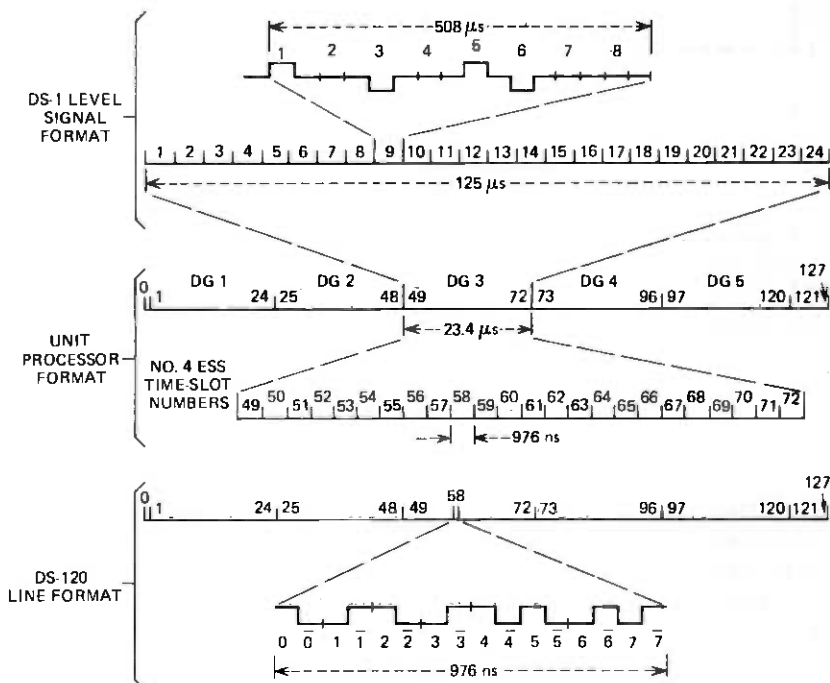 508 μs
1 2 3 4 5 6 7 8
DS-1 LEVEL
SIGNAL
FORMAT
1 2 3 4 5 6 7 8 9 10 11 12 13 14 15 16 17 18 19 20 21 22 23 24
125 μs
127
0 1 DG 1 24 25 DG 2 48 49 DG 3 72 73 DG 4 96 97 DG 5 120 121
23.4 μs
UNIT
PROCESSOR
FORMAT
NO. 4 ESS
TIME-SLOT
NUMBERS
49 50 51 52 53 54 55 56 57 58 59 60 61 62 63 64 65 66 67 68 69 70 71 72
976 ns
127
0 1 24 25 48 49 58 72 73 96 97 120 121
DS-120
LINE FORMAT
0 0̅ 1 1̅ 2 2̅ 3 3̅ 4 4̅ 5 5̅ 6 6̅ 7 7̅
976 ns